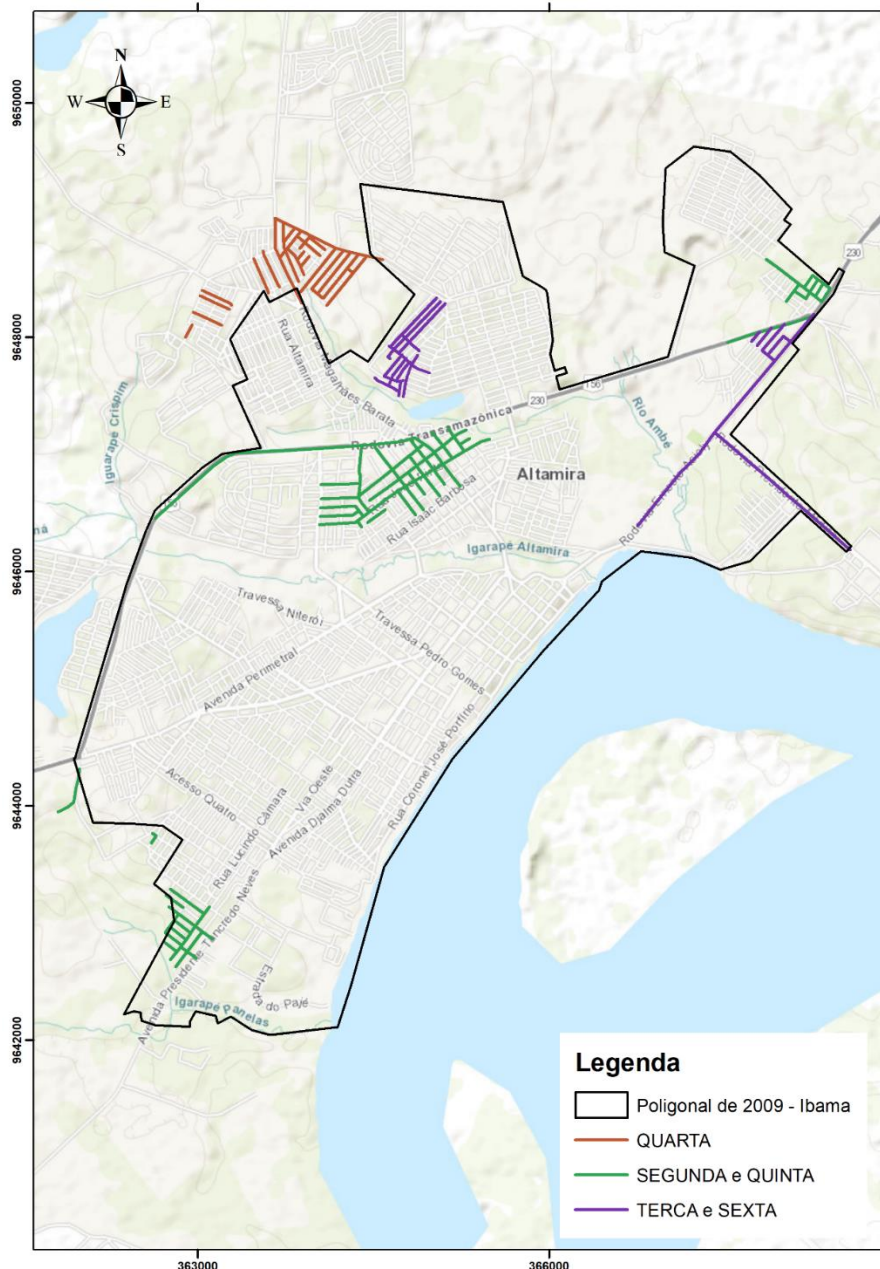 N
W
E
S
9650000
9648000
9646000
9644000
9642000
363000
366000
230
230
156
Rua Altamira
Rodovia Magalhães Barata
Igarapé Crispim
Rodovia Transamazônica
Rio Ambé
Altamira
Rua Isaac Barbosa
Rodovia Ernesto Acioly
Igarapé Altamira
Travessa Niterói
Travessa Pedro Gomes
Avenida Perimetral
Rua Coronel José Porfírio
Acesso Quatro
Via Oeste
Rua Lucindo Câmara
Avenida Djalma Dutra
Avenida Presidente Tancredo Neves
Estrada do Pajé
Igarapé Panelas
Legenda
Poligonal de 2009 - Ibama
QUARTA
SEGUNDA e QUINTA
TERCA e SEXTA